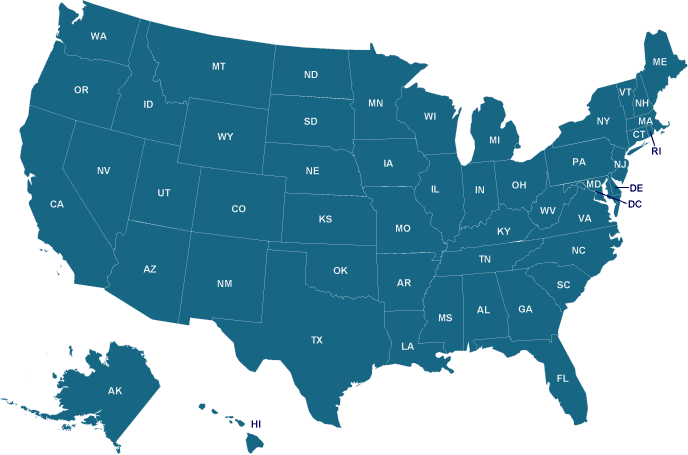 WA
MT
ND
ME
OR
ID
MN
VT
NH
SD
WI
NY
MA
WY
CT
MI
RI
NE
IA
PA
NJ
NV
UT
IL
IN
OH
MD
DE
CA
CO
DC
WV
KS
MO
KY
VA
AZ
NM
OK
TN
NC
AR
SC
MS
AL
GA
TX
LA
FL
AK
HI